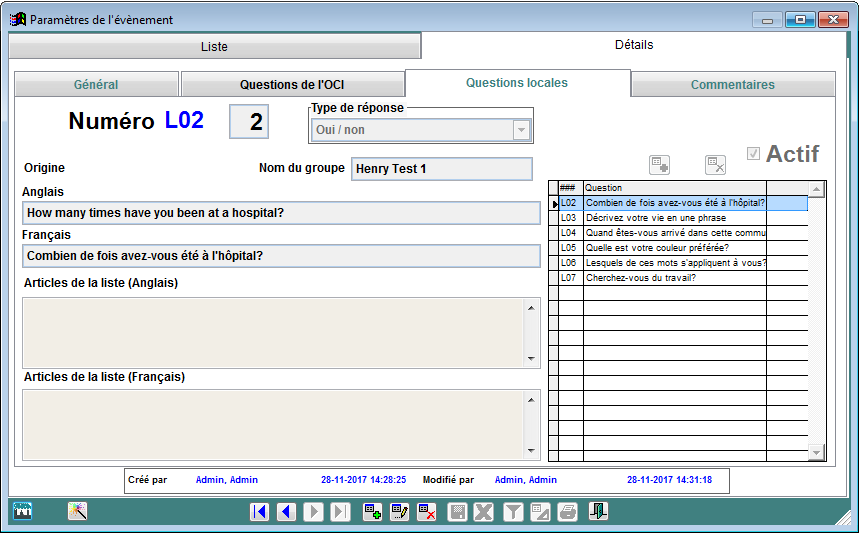 Paramètres de l'évènement
Liste
Détails
Général
Questions de l'OCI
Questions locales
Commentaires
Numéro L02 2
Type de réponse
Oui / non
Actif
Origine
Nom du groupe Henry Test 1
Anglais
How many times have you been at a hospital?
Français
Combien de fois avez-vous été à l'hôpital?
Articles de la liste (Anglais)
Articles de la liste (Français)
### Question
L02 Combien de fois avez-vous été à l'hôpital?
L03 Décrivez votre vie en une phrase
L04 Quand êtes-vous arrivé dans cette commu
L05 Quelle est votre couleur préférée?
L06 Lesquels de ces mots s'appliquent à vous?
L07 Cherchez-vous du travail?
Créé par Admin, Admin 28-11-2017 14:28:25 Modifié par Admin, Admin 28-11-2017 14:31:18